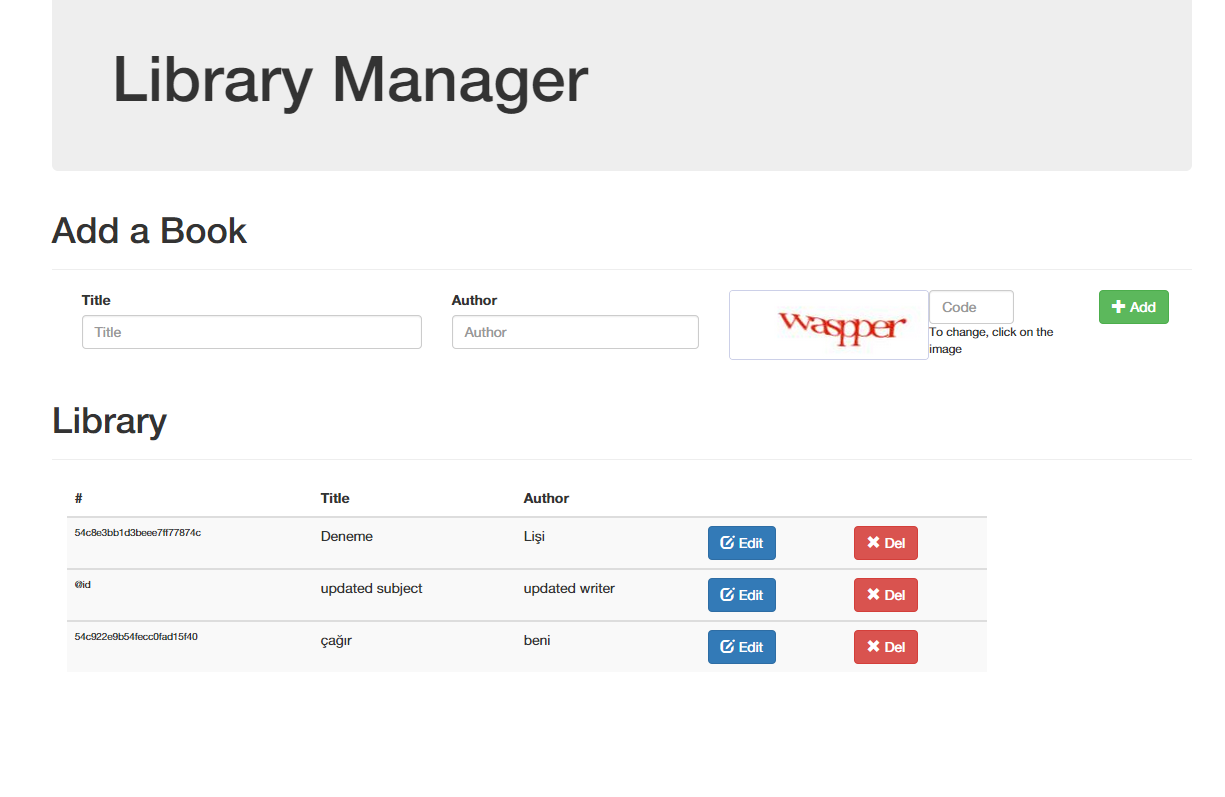 Library Manager
Add a Book
Title
Title
Author
Author
waspper
Code
To change, click on the
image
Add
Library
# Title Author
54c8e3bb1d3beee7ff77874c Deneme Lişi Edit Del
@id updated subject updated writer Edit Del
54c922e9b54fecc0fad15f40 çağır beni Edit Del